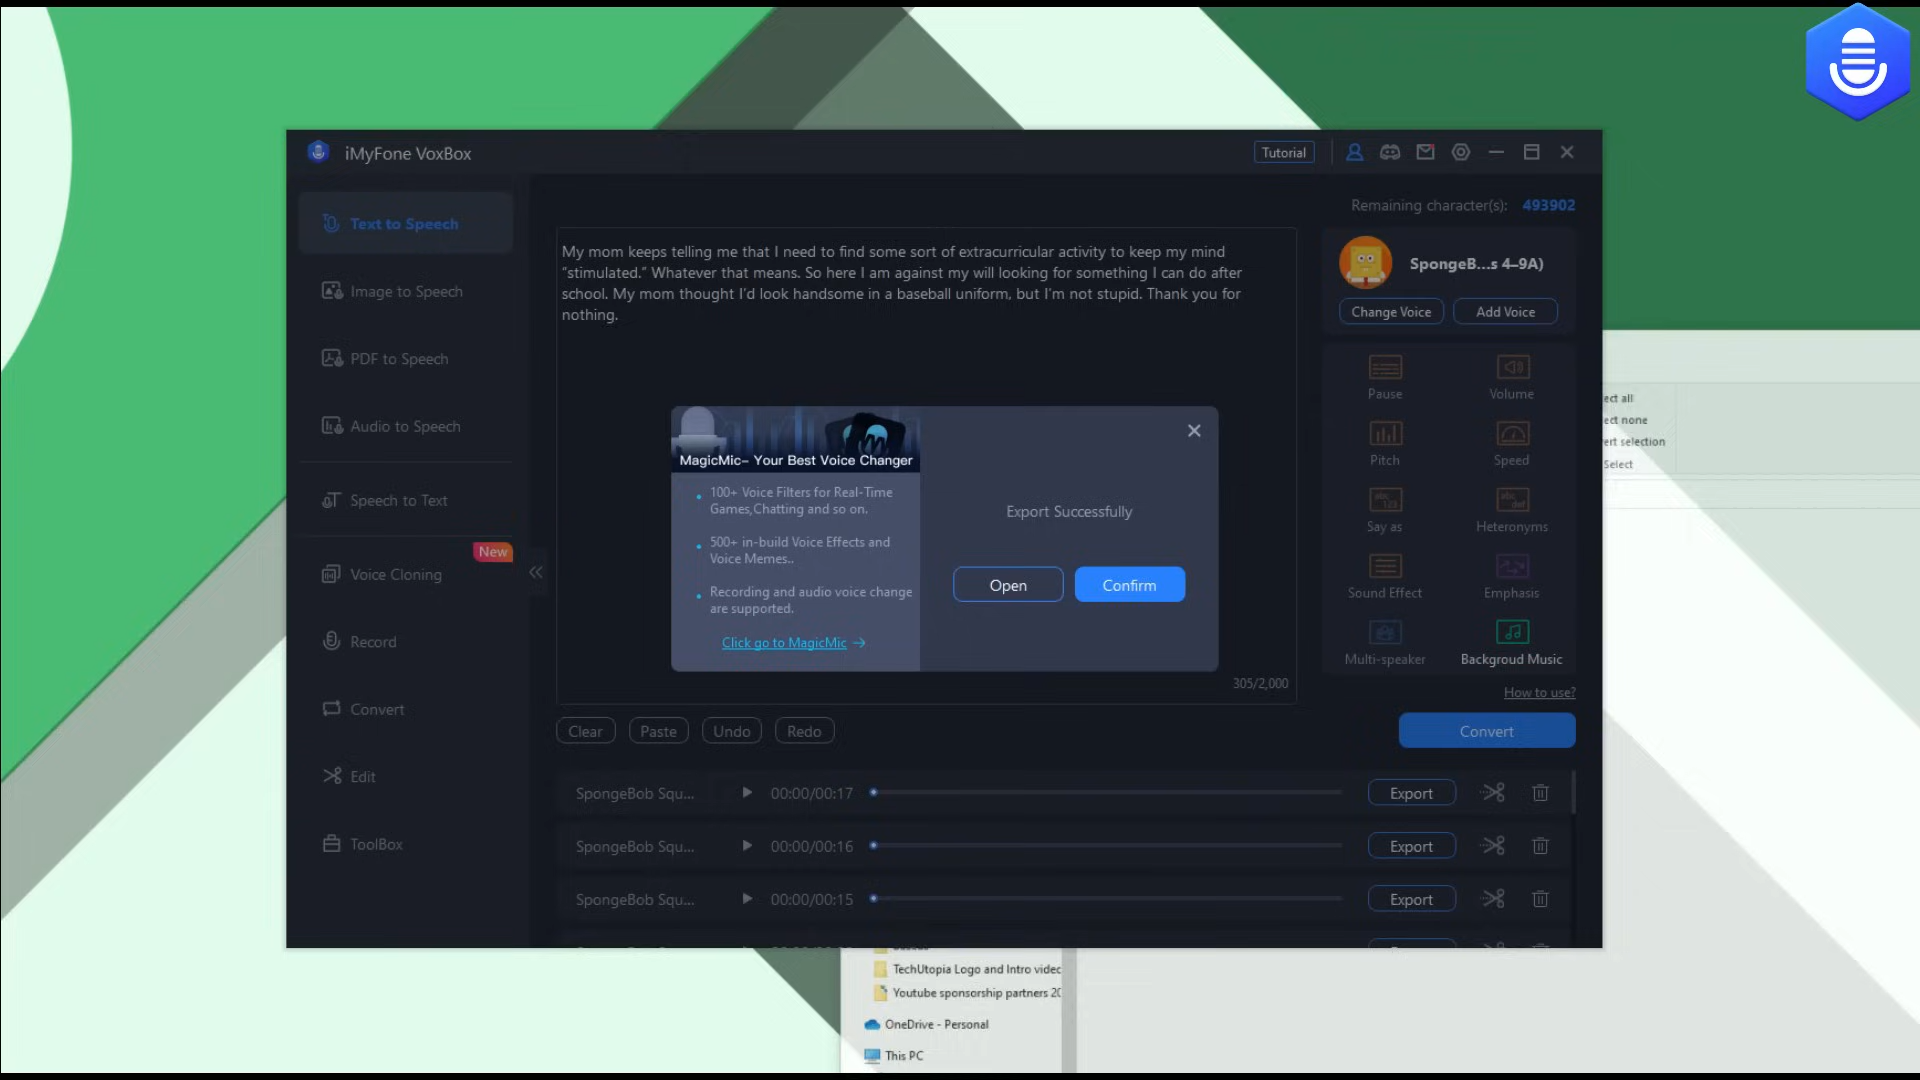 iMyFone VoxBox
Tutorial
Remaining character(s): 493902
Text to Speech
Image to Speech
PDF to Speech
Audio to Speech
Speech to Text
New
Voice Cloning
Record
Convert
Edit
ToolBox
My mom keeps telling me that I need to find some sort of extracurricular activity to keep my mind
“stimulated.” Whatever that means. So here I am against my will looking for something I can do after
school. My mom thought I'd look handsome in a baseball uniform, but I'm not stupid. Thank you for
nothing.
305/2,000
SpongeB...s 4–9A)
Change Voice
Add Voice
Pause
Volume
Pitch
Speed
Say as
Heteronyms
Sound Effect
Emphasis
Multi-speaker
Backgroud Music
How to use?
Convert
MagicMic– Your Best Voice Changer
100+ Voice Filters for Real-Time
Games,Chatting and so on.
500+ in-build Voice Effects and
Voice Memes..
Recording and audio voice change
are supported.
Click go to MagicMic
Export Successfully
Open
Confirm
Clear
Paste
Undo
Redo
SpongeBob Squ... 00:00/00:17 Export
SpongeBob Squ... 00:00/00:16 Export
SpongeBob Squ... 00:00/00:15 Export
ect all
ect none
ert selection
Select
TechUtopia Logo and Intro videc
Youtube sponsorship partners 20
OneDrive - Personal
This PC